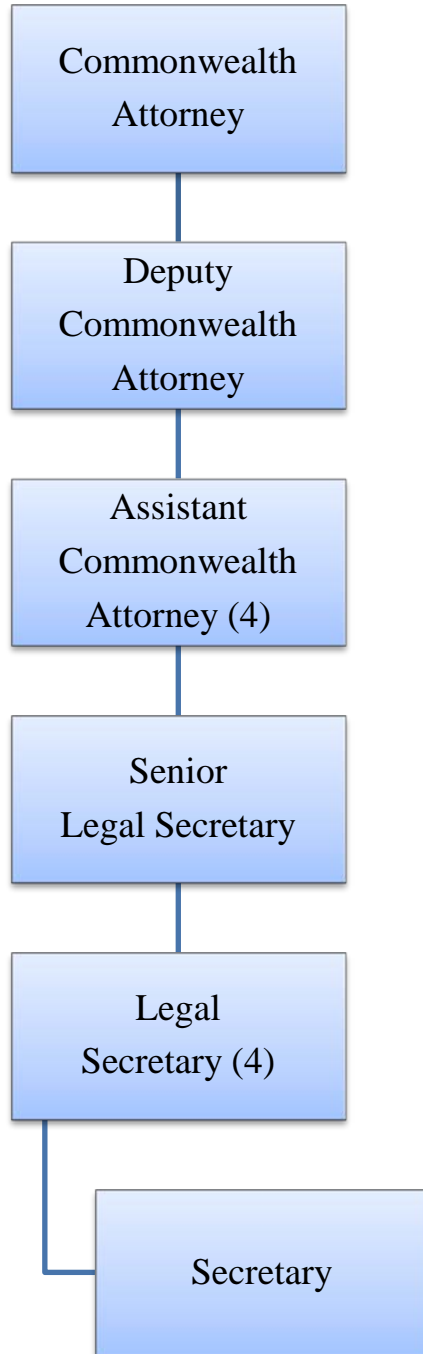 Commonwealth
Attorney
Deputy
Commonwealth
Attorney
Assistant
Commonwealth
Attorney (4)
Senior
Legal Secretary
Legal
Secretary (4)
Secretary